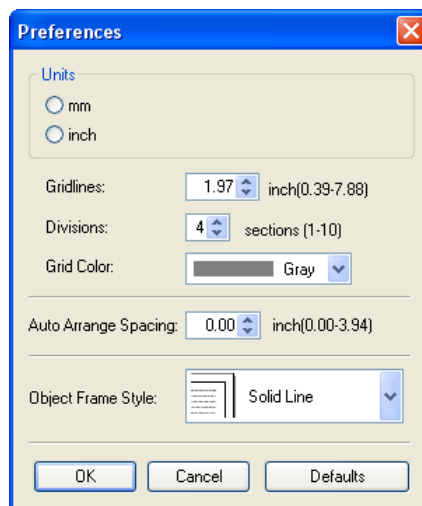 Preferences
Units
mm
inch
Gridlines: 1.97 inch(0.39-7.88)
Divisions: 4 sections (1-10)
Grid Color: Gray
Auto Arrange Spacing: 0.00 inch(0.00-3.94)
Object Frame Style: Solid Line
OK Cancel Defaults